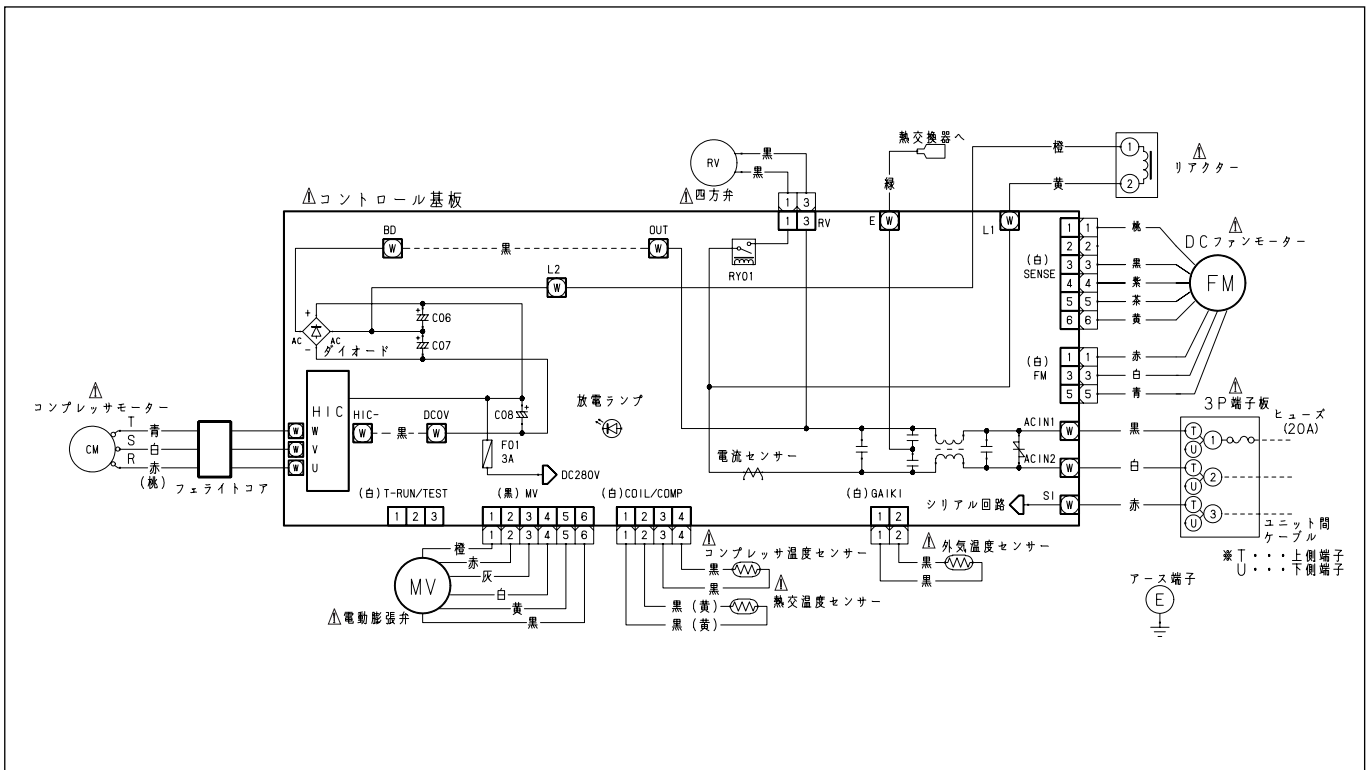 熱交換器へ
RV
黒
黒
⚠四方弁
緑
橙
黄
1
2
⚠
リアクター
⚠コントロール基板
1 3
1 3 RV
E W
L1 W
BD
W
黒
OUT
W
RY01
L2
W
(白)
SENSE
1 1 桃
2 2
3 3 黒
4 4 紫
5 5 茶
6 6 黄
⚠
DCファンモーター
FM
+
-
AC
AC
ダイオード
+
C06
+
C07
(白)
FM
1 1 赤
3 3 白
5 5 青
⚠
コンプレッサモーター
CM
T 青
S 白
R 赤
(桃)
フェライトコア
HIC
W W
W V
W U
HIC-
W
黒
DC0V
W
C08
+
F01
3A
DC280V
放電ランプ
電流センサー
ACIN1
W
黒
ACIN2
W
白
シリアル回路
SI
W
赤
⚠
3P端子板
ヒューズ
(20A)
T
U
1
T
U
2
T
U
3
ユニット間
ケーブル
※T・・・上側端子
U・・・下側端子
(白)T-RUN/TEST
1 2 3
(黒)MV
1 2 3 4 5 6
1 2 3 4 5 6
(白)COIL/COMP
1 2 3 4
1 2 3 4
(白)GAIKI
1 2
1 2
橙
赤
灰
白
黄
黒
MV
⚠電動膨張弁
⚠
コンプレッサ温度センサー
黒
黒
⚠
熱交温度センサー
黒(黄)
黒(黄)
⚠外気温度センサー
黒
黒
アース端子
E